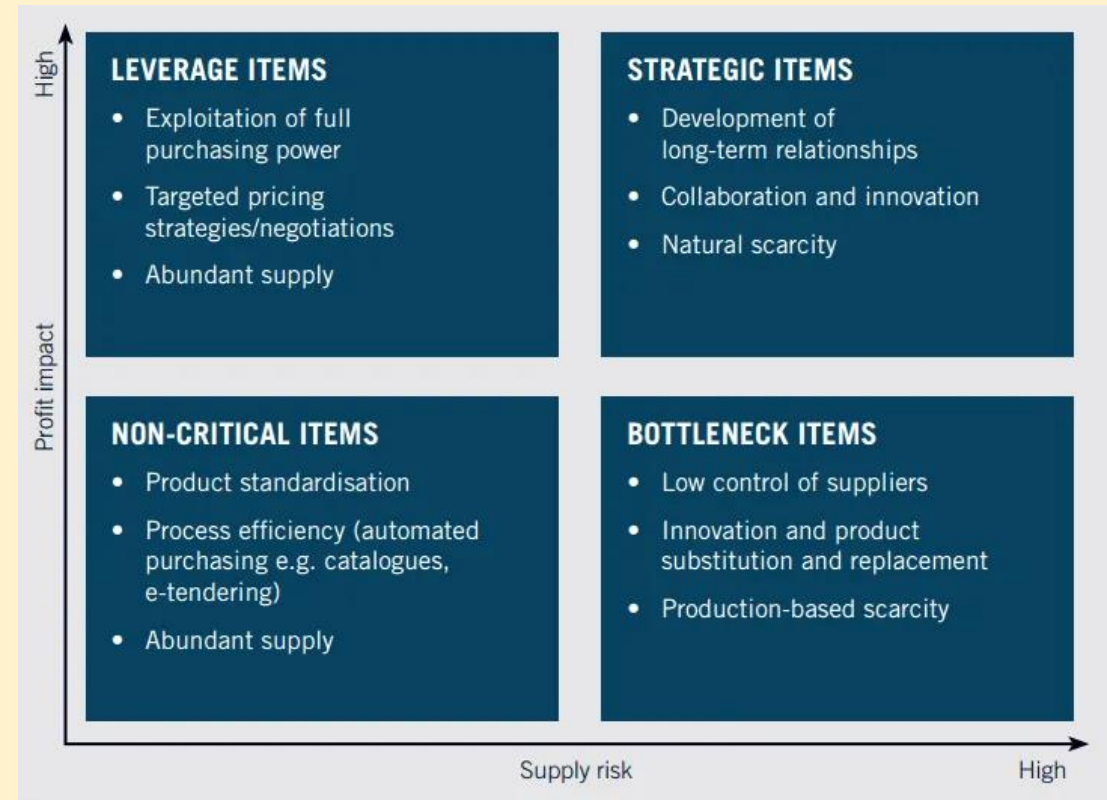 High
Profit impact
LEVERAGE ITEMS
• Exploitation of full
purchasing power
• Targeted pricing
strategies/negotiations
• Abundant supply
STRATEGIC ITEMS
• Development of
long-term relationships
• Collaboration and innovation
• Natural scarcity
NON-CRITICAL ITEMS
• Product standardisation
• Process efficiency (automated
purchasing e.g. catalogues,
e-tendering)
• Abundant supply
BOTTLENECK ITEMS
• Low control of suppliers
• Innovation and product
substitution and replacement
• Production-based scarcity
Supply risk
High